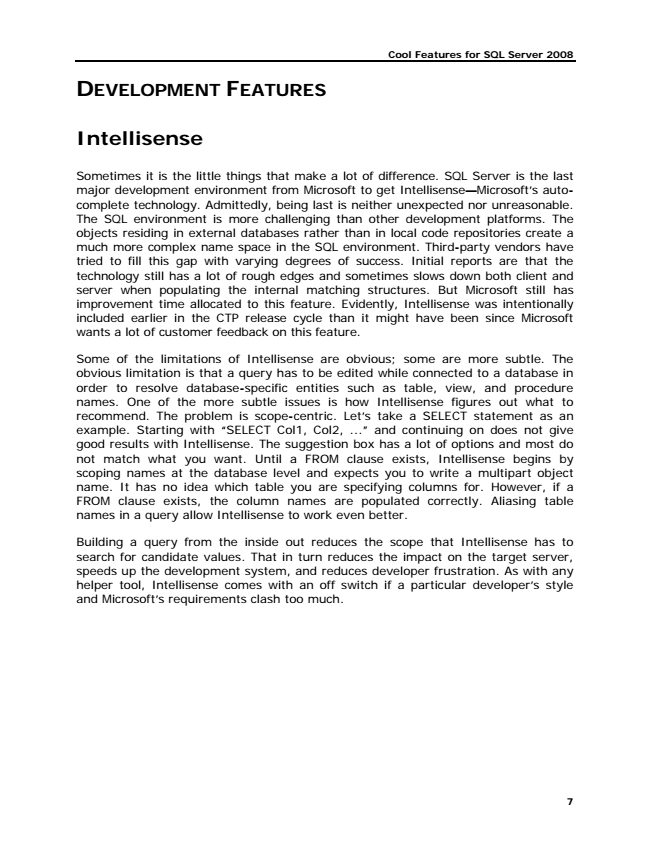 Cool Features for SQL Server 2008
DEVELOPMENT FEATURES
Intellisense
Sometimes it is the little things that make a lot of difference. SQL Server is the last
major development environment from Microsoft to get Intellisense—Microsoft's auto-
complete technology. Admittedly, being last is neither unexpected nor unreasonable.
The SQL environment is more challenging than other development platforms. The
objects residing in external databases rather than in local code repositories create a
much more complex name space in the SQL environment. Third-party vendors have
tried to fill this gap with varying degrees of success. Initial reports are that the
technology still has a lot of rough edges and sometimes slows down both client and
server when populating the internal matching structures. But Microsoft still has
improvement time allocated to this feature. Evidently, Intellisense was intentionally
included earlier in the CTP release cycle than it might have been since Microsoft
wants a lot of customer feedback on this feature.
Some of the limitations of Intellisense are obvious; some are more subtle. The
obvious limitation is that a query has to be edited while connected to a database in
order to resolve database-specific entities such as table, view, and procedure
names. One of the more subtle issues is how Intellisense figures out what to
recommend. The problem is scope-centric. Let's take a SELECT statement as an
example. Starting with "SELECT Col1, Col2, …" and continuing on does not give
good results with Intellisense. The suggestion box has a lot of options and most do
not match what you want. Until a FROM clause exists, Intellisense begins by
scoping names at the database level and expects you to write a multipart object
name. It has no idea which table you are specifying columns for. However, if a
FROM clause exists, the column names are populated correctly. Aliasing table
names in a query allow Intellisense to work even better.
Building a query from the inside out reduces the scope that Intellisense has to
search for candidate values. That in turn reduces the impact on the target server,
speeds up the development system, and reduces developer frustration. As with any
helper tool, Intellisense comes with an off switch if a particular developer's style
and Microsoft's requirements clash too much.
7